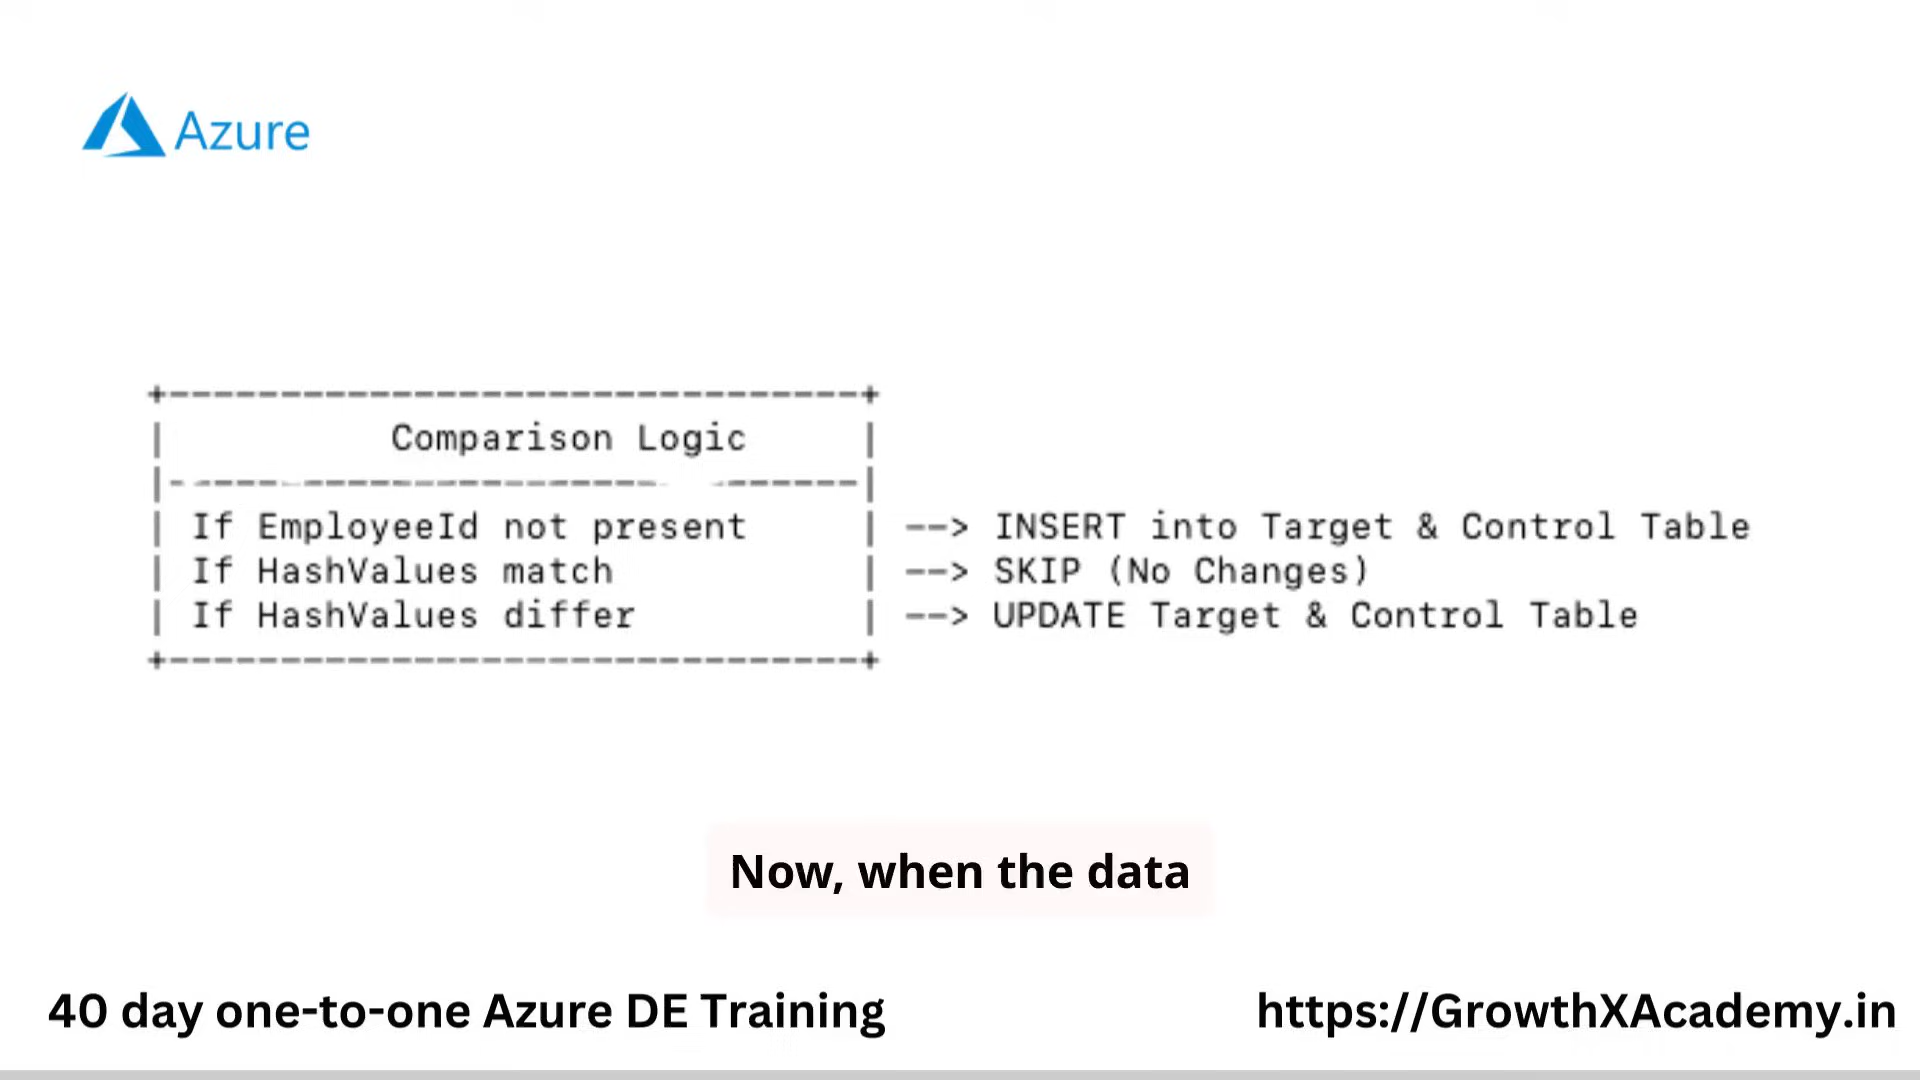 Azure
+--------------------------------+
| Comparison Logic |
|--------------------------------|
| If EmployeeId not present | --> INSERT into Target & Control Table
| If HashValues match | --> SKIP (No Changes)
| If HashValues differ | --> UPDATE Target & Control Table
+--------------------------------+
Now, when the data
40 day one-to-one Azure DE Training
https://GrowthXAcademy.in